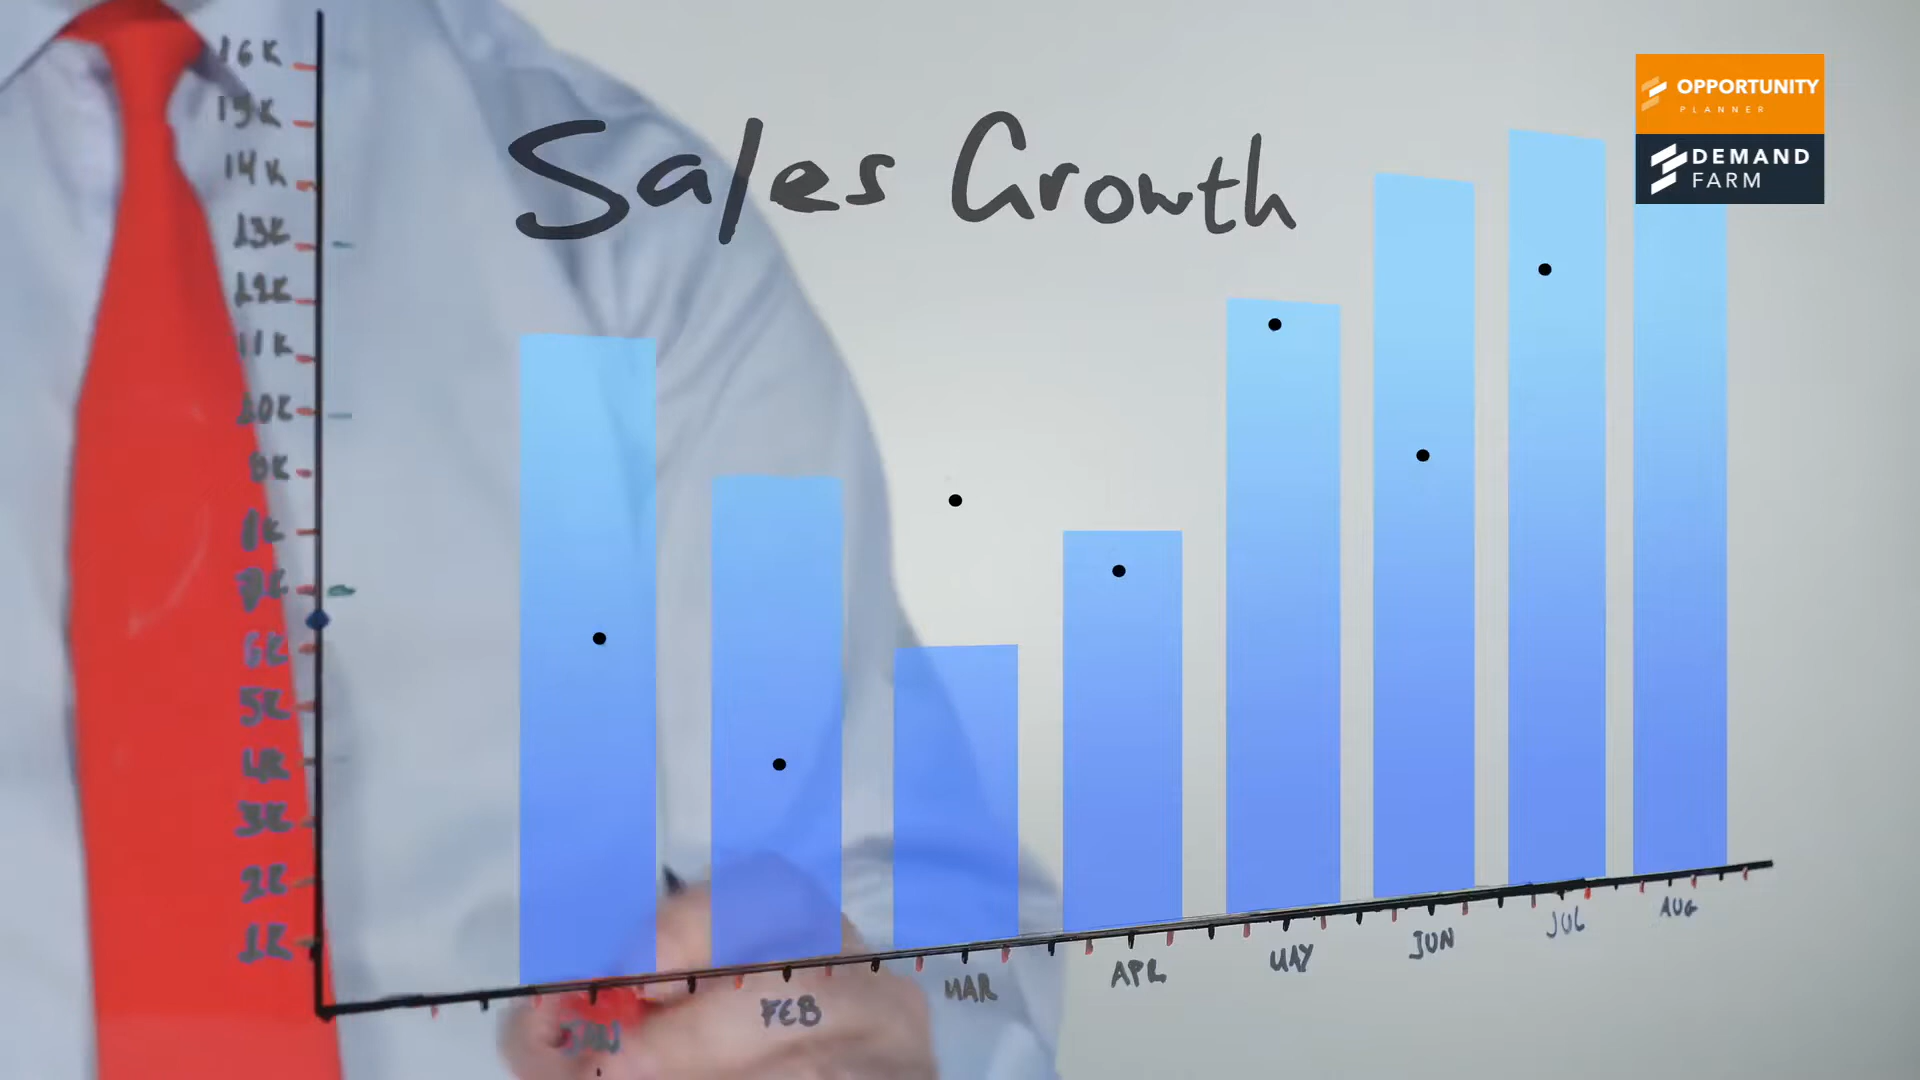 Sales Growth
OPPORTUNITY
PLANNER
DEMAND
FARM
16K
15K
14K
13K
12K
11K
10K
8K
7K
6K
5K
4K
3K
2K
1K
JAN
FEB
MAR
APR
MAY
JUN
JUL
AUG